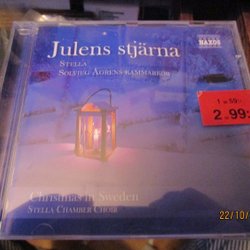 Julens stjärna
NAXOS
STELLA
SOLVEIG ÅGRENS KAMMARKÖR
2.99
Christmas in Sweden
STELLA CHAMBER CHOIR
22/10/